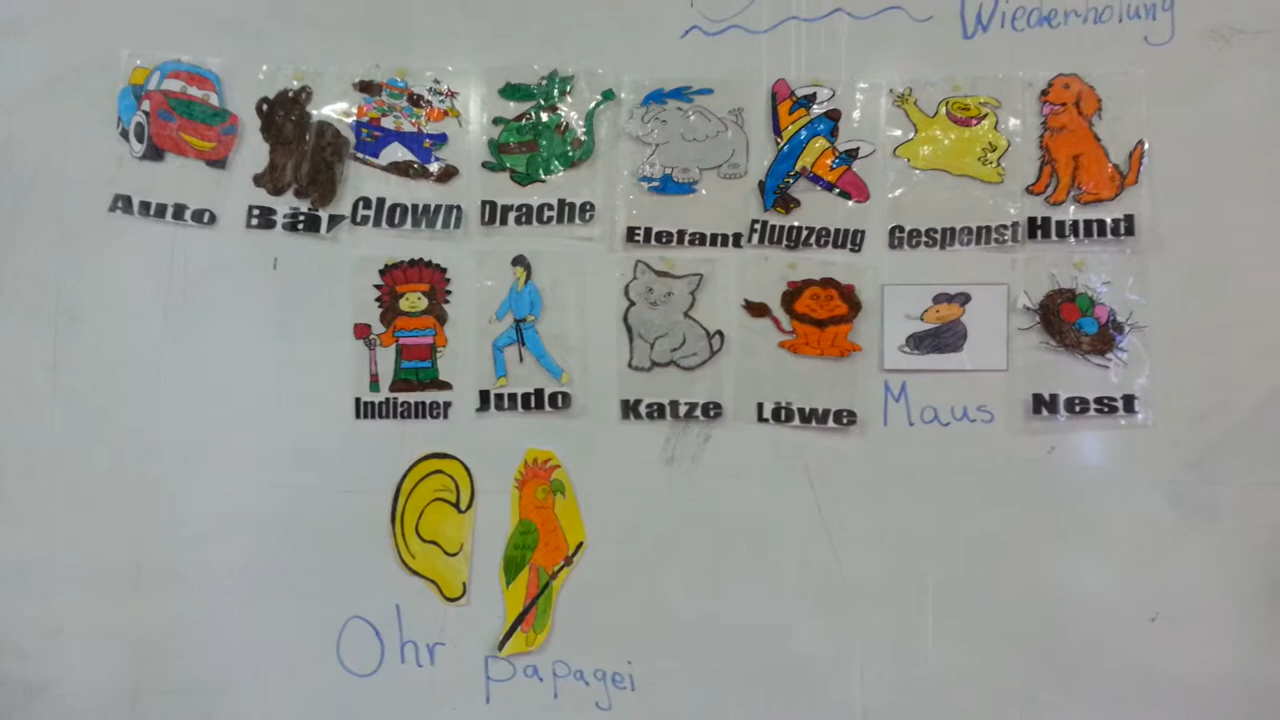 Wiederholung
Auto Bär Clown Drache Elefant Flugzeug Gespenst Hund
Indianer Judo Katze Löwe Maus Nest
Ohr papagei